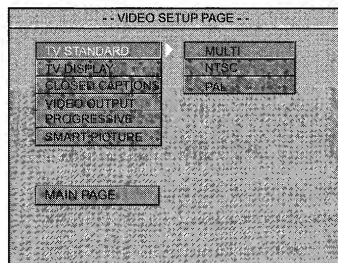 - - VIDEO SETUP PAGE - -
TV STANDARD
TV DISPLAY
CLOSED CAPTIONS
VIDEO OUTPUT
PROGRESSIVE
SMART PICTURE
MAIN PAGE
MULTI
NTSC
PAL